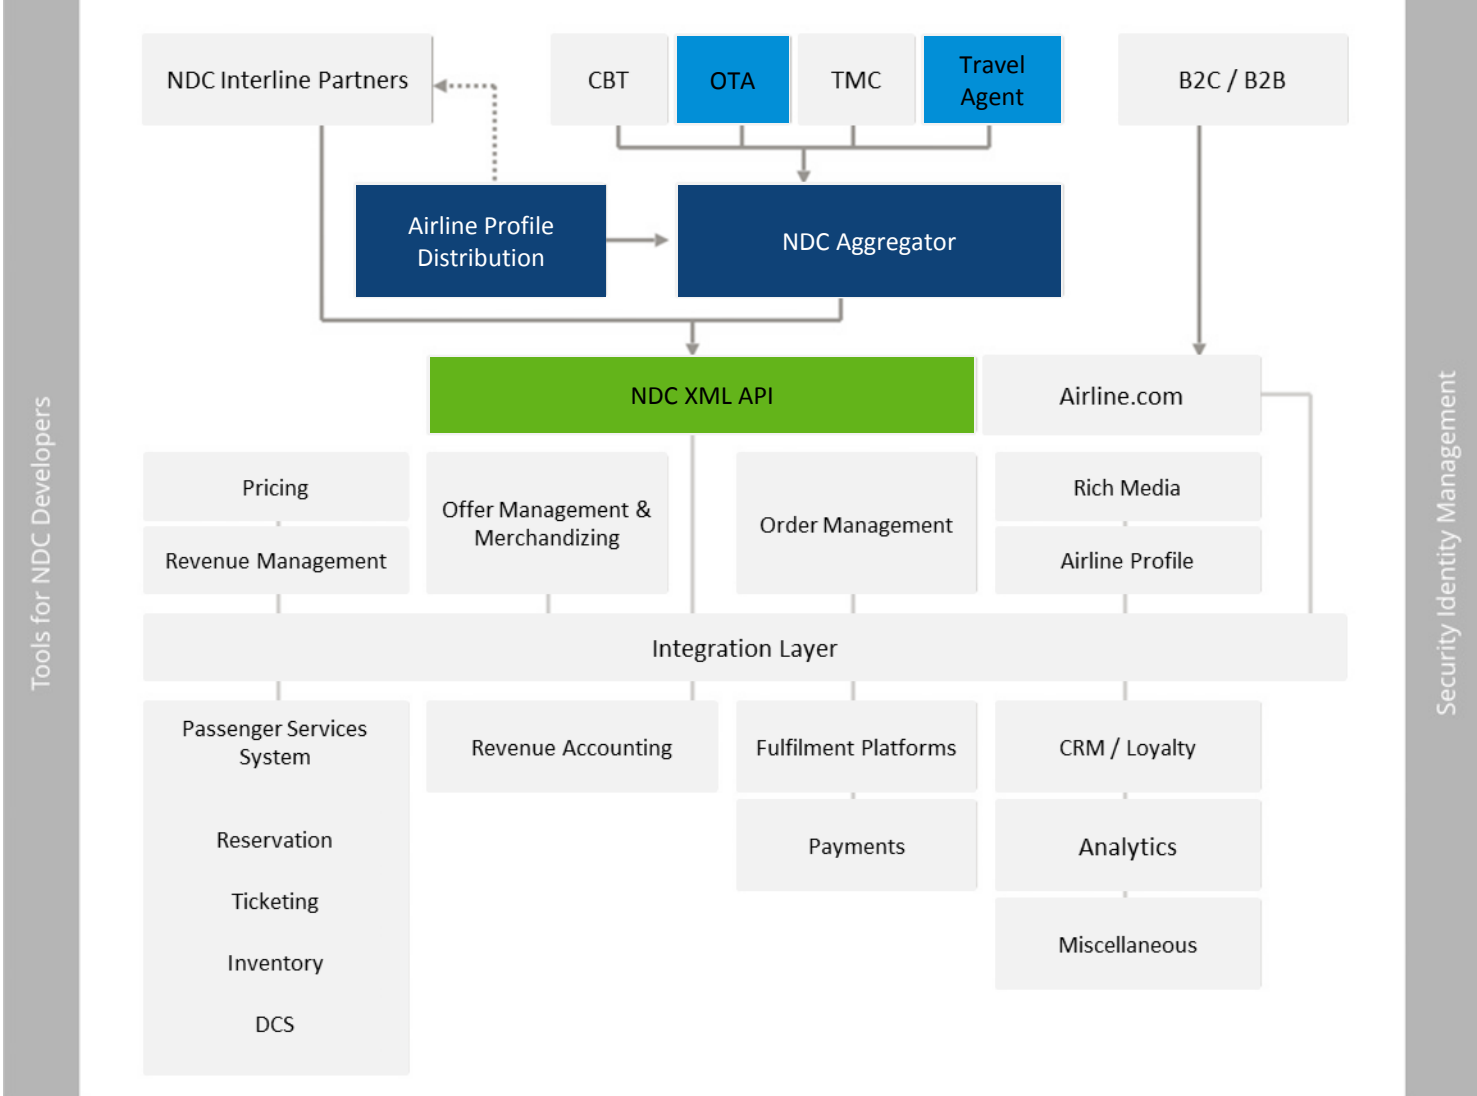 NDC Interline Partners
CBT
OTA
TMC
Travel
Agent
B2C / B2B
Airline Profile
Distribution
NDC Aggregator
NDC XML API
Airline.com
Pricing
Revenue Management
Offer Management &
Merchandizing
Order Management
Rich Media
Airline Profile
Integration Layer
Passenger Services
System
Reservation
Ticketing
Inventory
DCS
Revenue Accounting
Fulfilment Platforms
Payments
CRM / Loyalty
Analytics
Miscellaneous
Tools for NDC Developers
Security Identity Management